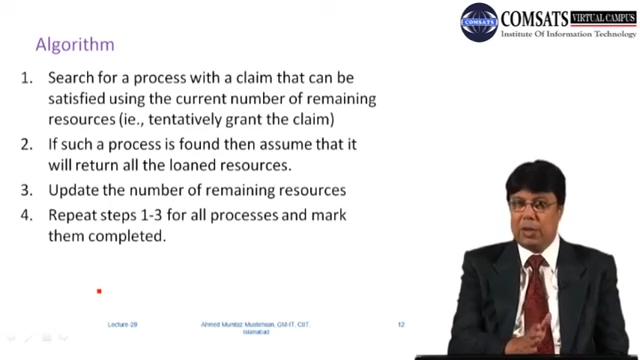 COMSATS VIRTUAL CAMPUS
Institute Of Information Technology
Algorithm
1. Search for a process with a claim that can be
satisfied using the current number of remaining
resources (ie., tentatively grant the claim)
2. If such a process is found then assume that it
will return all the loaned resources.
3. Update the number of remaining resources
4. Repeat steps 1-3 for all processes and mark
them completed.
Lecture-29
Ahmed Mumtaz Mustehsan, GM-IT, CIIT,
Islamabad
12